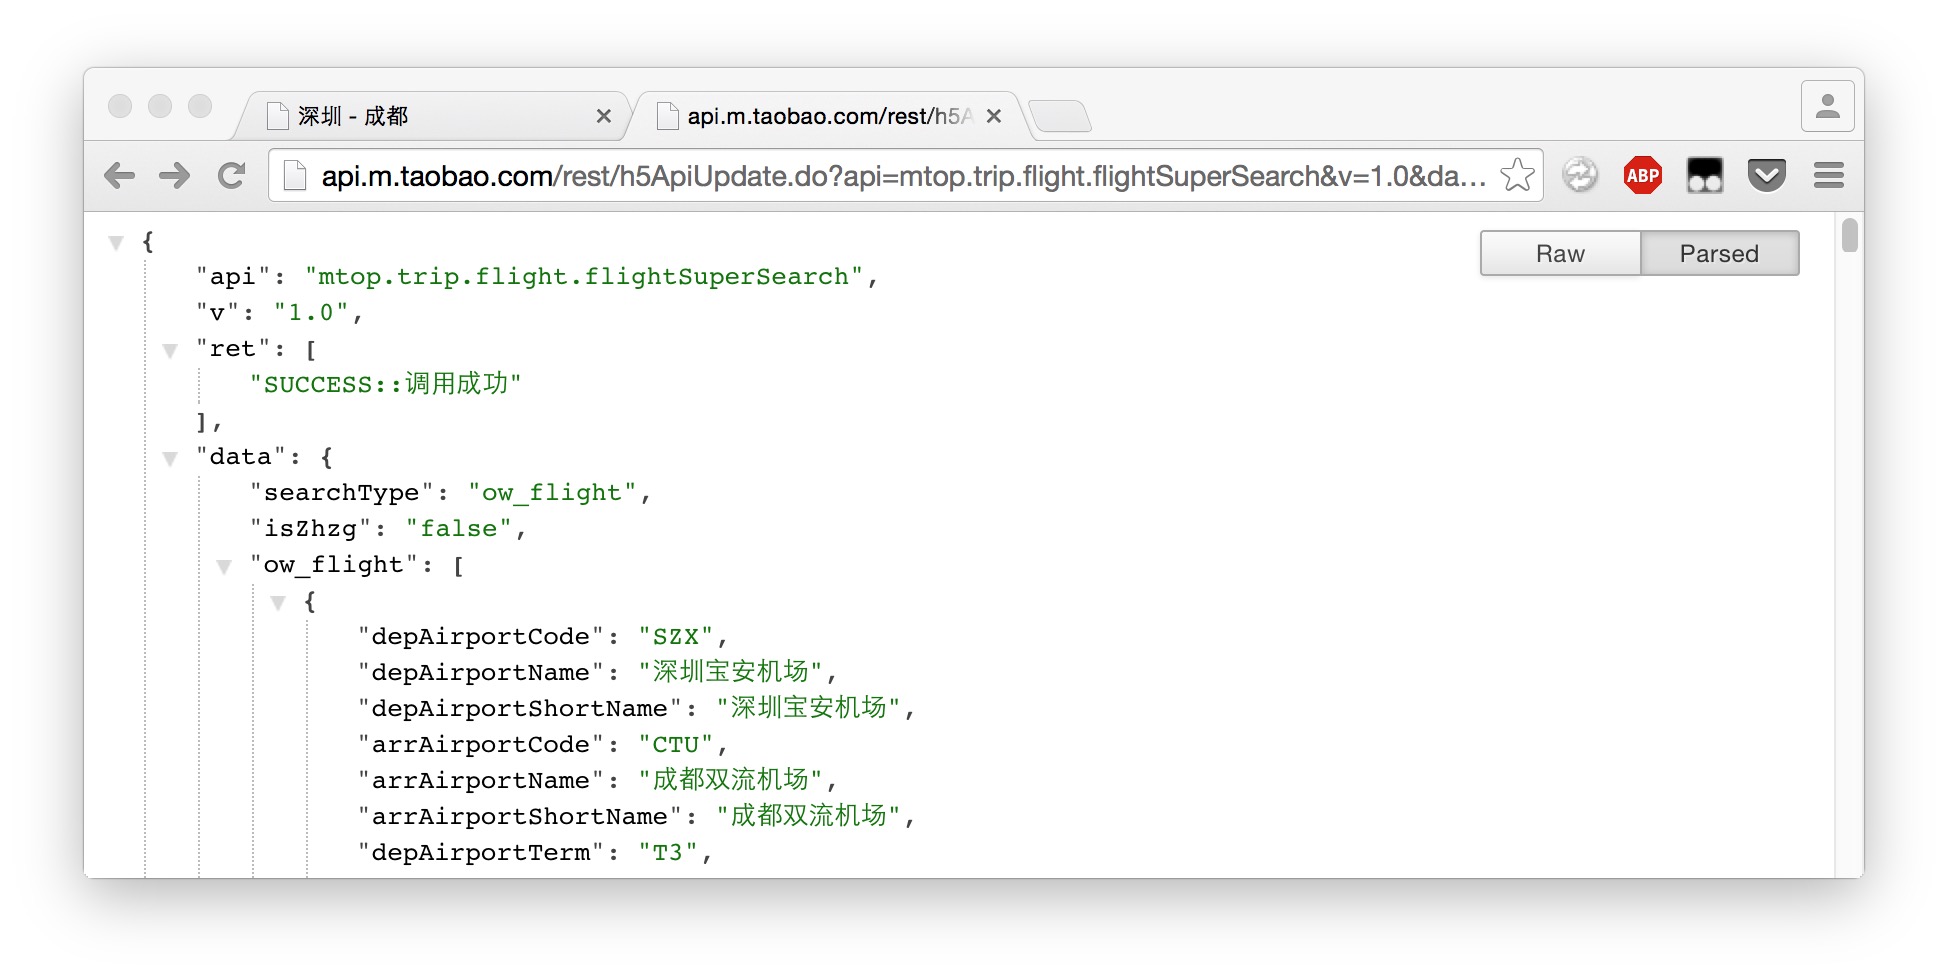 深圳 - 成都
api.m.taobao.com/rest/h5A
api.m.taobao.com/rest/h5ApiUpdate.do?api=mtop.trip.flight.flightSuperSearch&v=1.0&da...
ABP
Raw Parsed
{
"api": "mtop.trip.flight.flightSuperSearch",
"v": "1.0",
"ret": [
"SUCCESS::调用成功"
],
"data": {
"searchType": "ow_flight",
"isZhzg": "false",
"ow_flight": [
{
"depAirportCode": "SZX",
"depAirportName": "深圳宝安机场",
"depAirportShortName": "深圳宝安机场",
"arrAirportCode": "CTU",
"arrAirportName": "成都双流机场",
"arrAirportShortName": "成都双流机场",
"depAirportTerm": "T3",